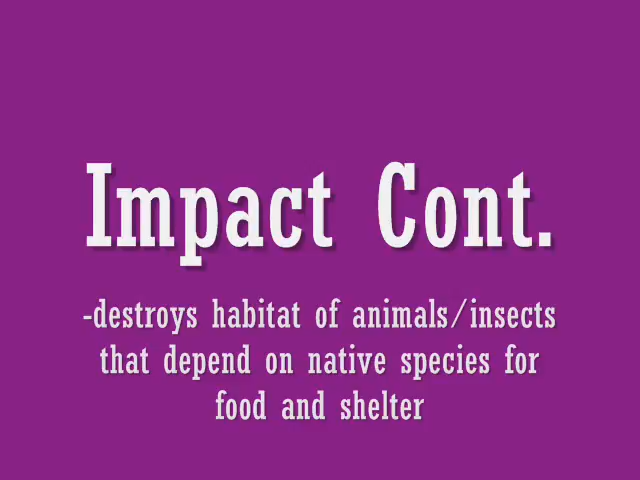 Impact Cont.
-destroys habitat of animals/insects
that depend on native species for
food and shelter